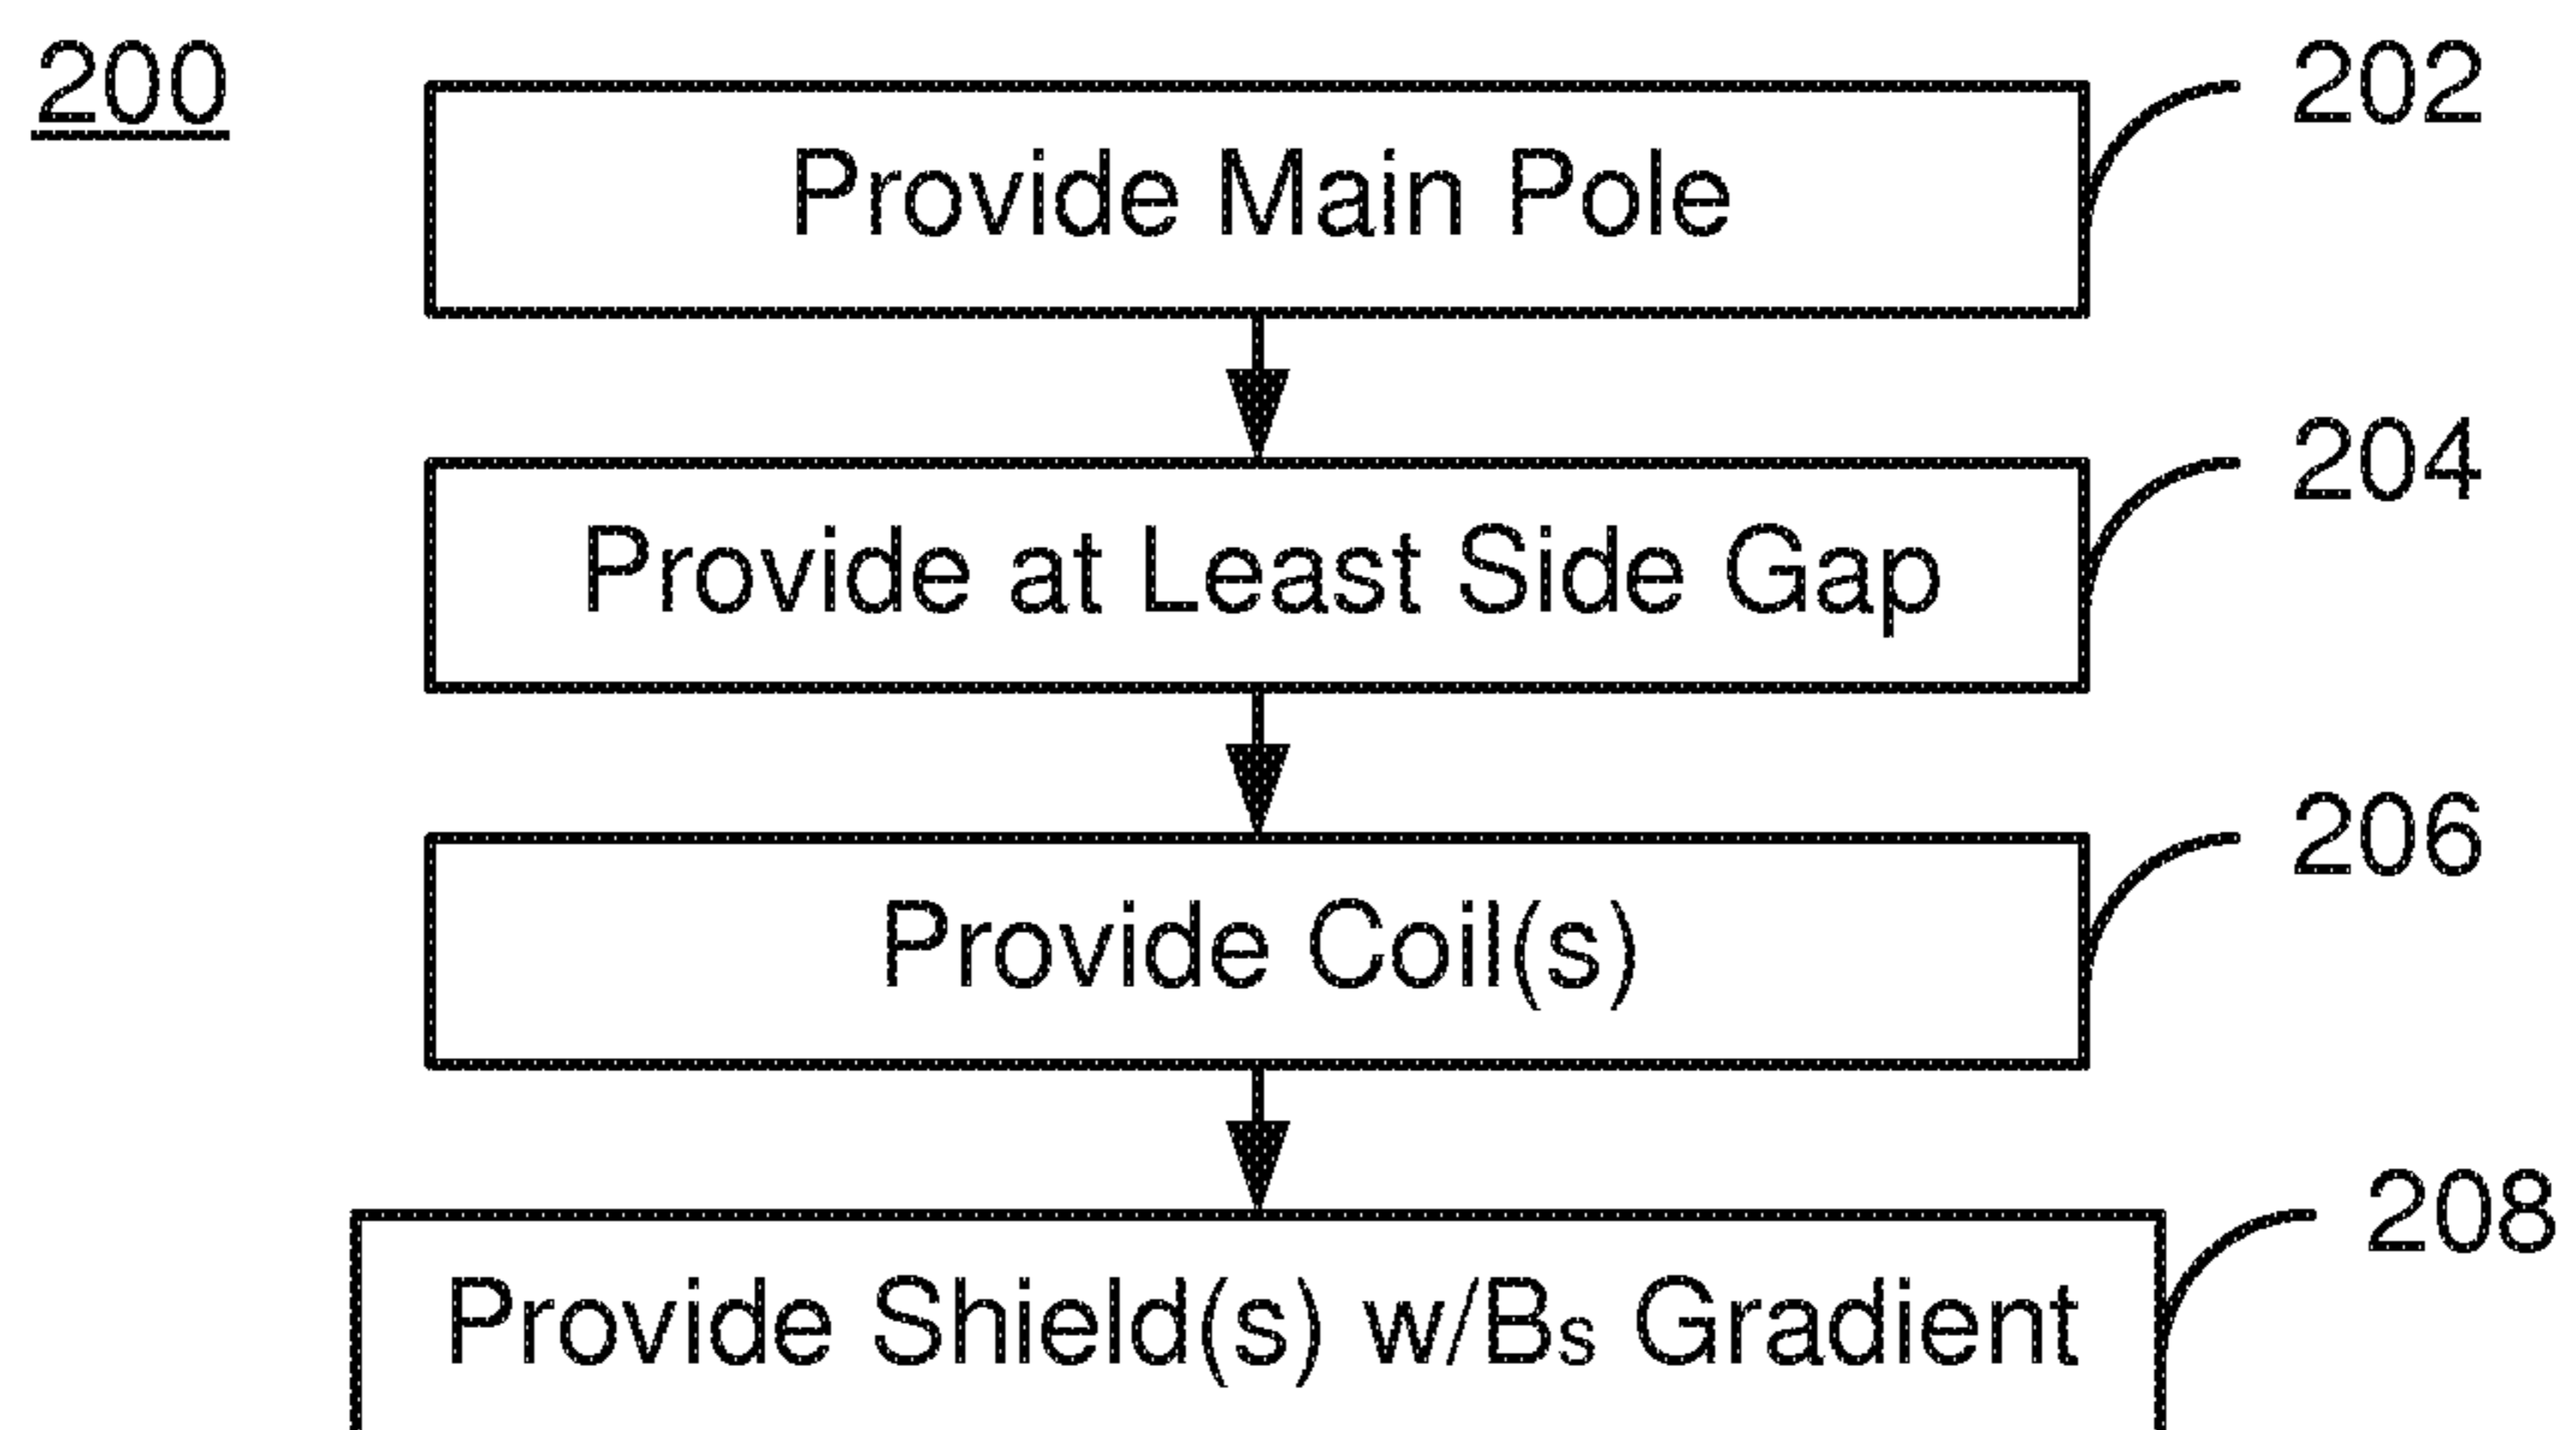 200
Provide Main Pole
202
Provide at Least Side Gap
204
Provide Coil(s)
206
Provide Shield(s) w/Bs Gradient
208